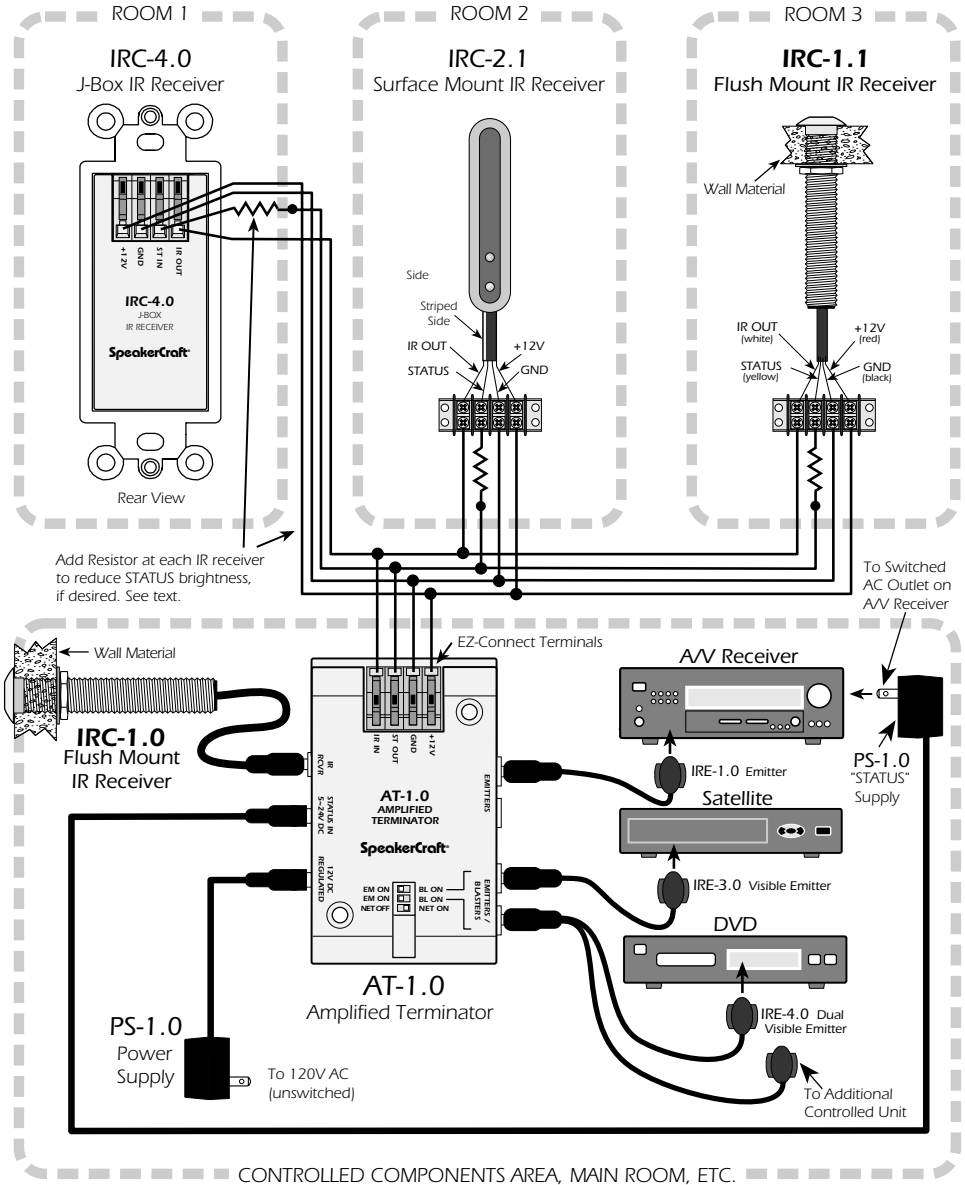 ROOM 1
ROOM 2
ROOM 3
IRC-4.0
J-Box IR Receiver
IRC-2.1
Surface Mount IR Receiver
IRC-1.1
Flush Mount IR Receiver
Wall Material
+12V
GND
ST IN
IR OUT
IRC-4.0
J-BOX
IR RECEIVER
SpeakerCraft
Rear View
Side
Striped
Side
IR OUT
+12V
STATUS
GND
IR OUT
(white)
+12V
(red)
STATUS
(yellow)
GND
(black)
Add Resistor at each IR receiver
to reduce STATUS brightness,
if desired. See text.
To Switched
AC Outlet on
A/V Receiver
Wall Material
EZ-Connect Terminals
IRC-1.0
Flush Mount
IR Receiver
IR IN
ST OUT
GND
+12V
IR
RCVR
STATUS IN
5~24V DC
12V DC
REGULATED
EMITTERS
EMITTERS /
BLASTERS
AT-1.0
AMPLIFIED
TERMINATOR
SpeakerCraft
EM ON
BL ON
EM ON
BL ON
NET OFF
NET ON
AT-1.0
Amplified Terminator
A/V Receiver
IRE-1.0 Emitter
PS-1.0
"STATUS"
Supply
Satellite
IRE-3.0 Visible Emitter
DVD
IRE-4.0 Dual
Visible Emitter
To Additional
Controlled Unit
PS-1.0
Power
Supply
To 120V AC
(unswitched)
CONTROLLED COMPONENTS AREA, MAIN ROOM, ETC.